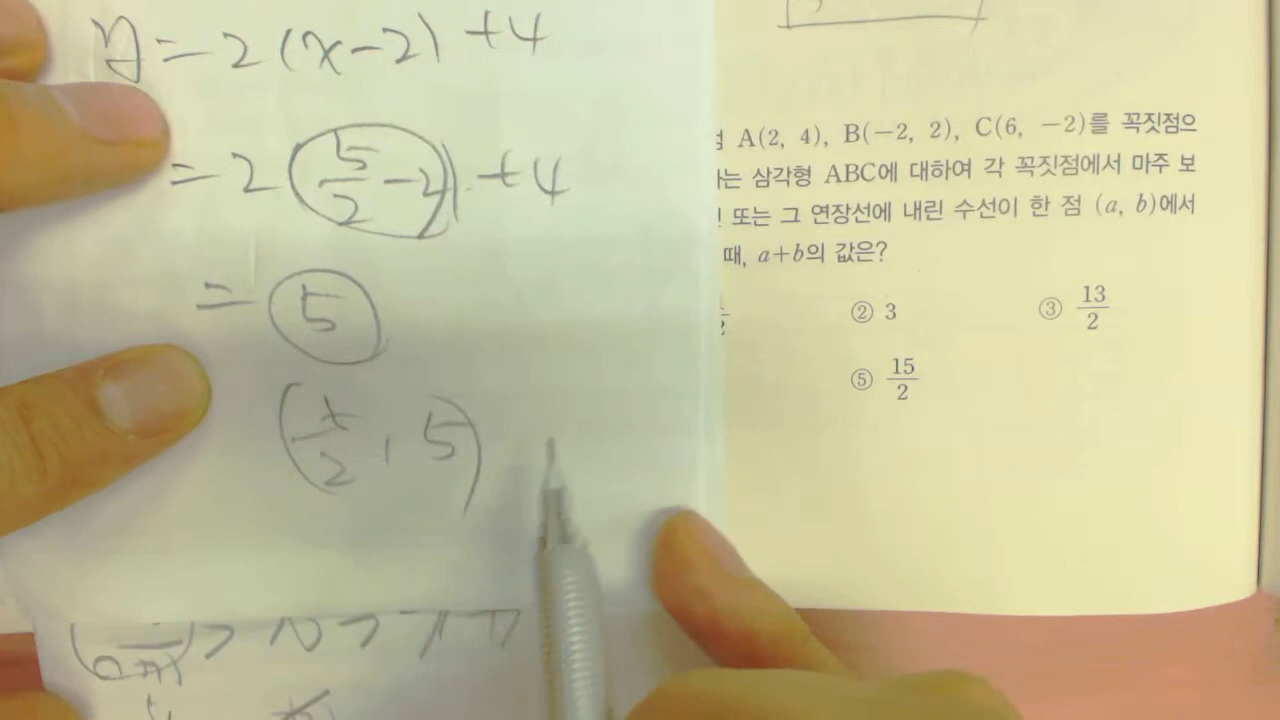 y=2(x-2)+4
=2(5/2-2)+4
=5
( /2, 5)
A(2, 4), B(-2, 2), C(6, -2)를 꼭짓점으
는 삼각형 ABC에 대하여 각 꼭짓점에서 마주 보
또는 그 연장선에 내린 수선이 한 점 (a, b)에서
때, a+b의 값은?
② 3 ③ 13/2
⑤ 15/2